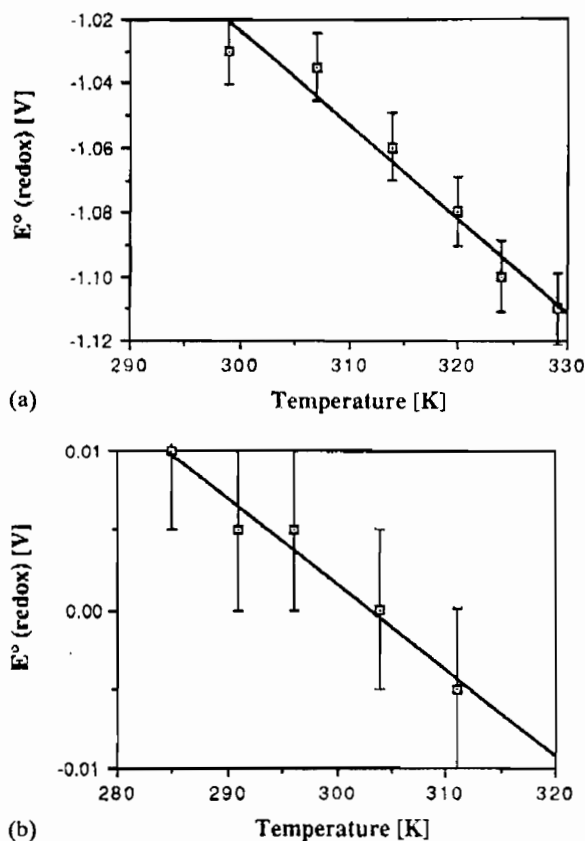 -1.02
-1.04
-1.06
-1.08
-1.10
-1.12
E° (redox) [V]
290 300 310 320 330
(a) Temperature [K]
0.01
0.00
-0.01
E° (redox) [V]
280 290 300 310 320
(b) Temperature [K]